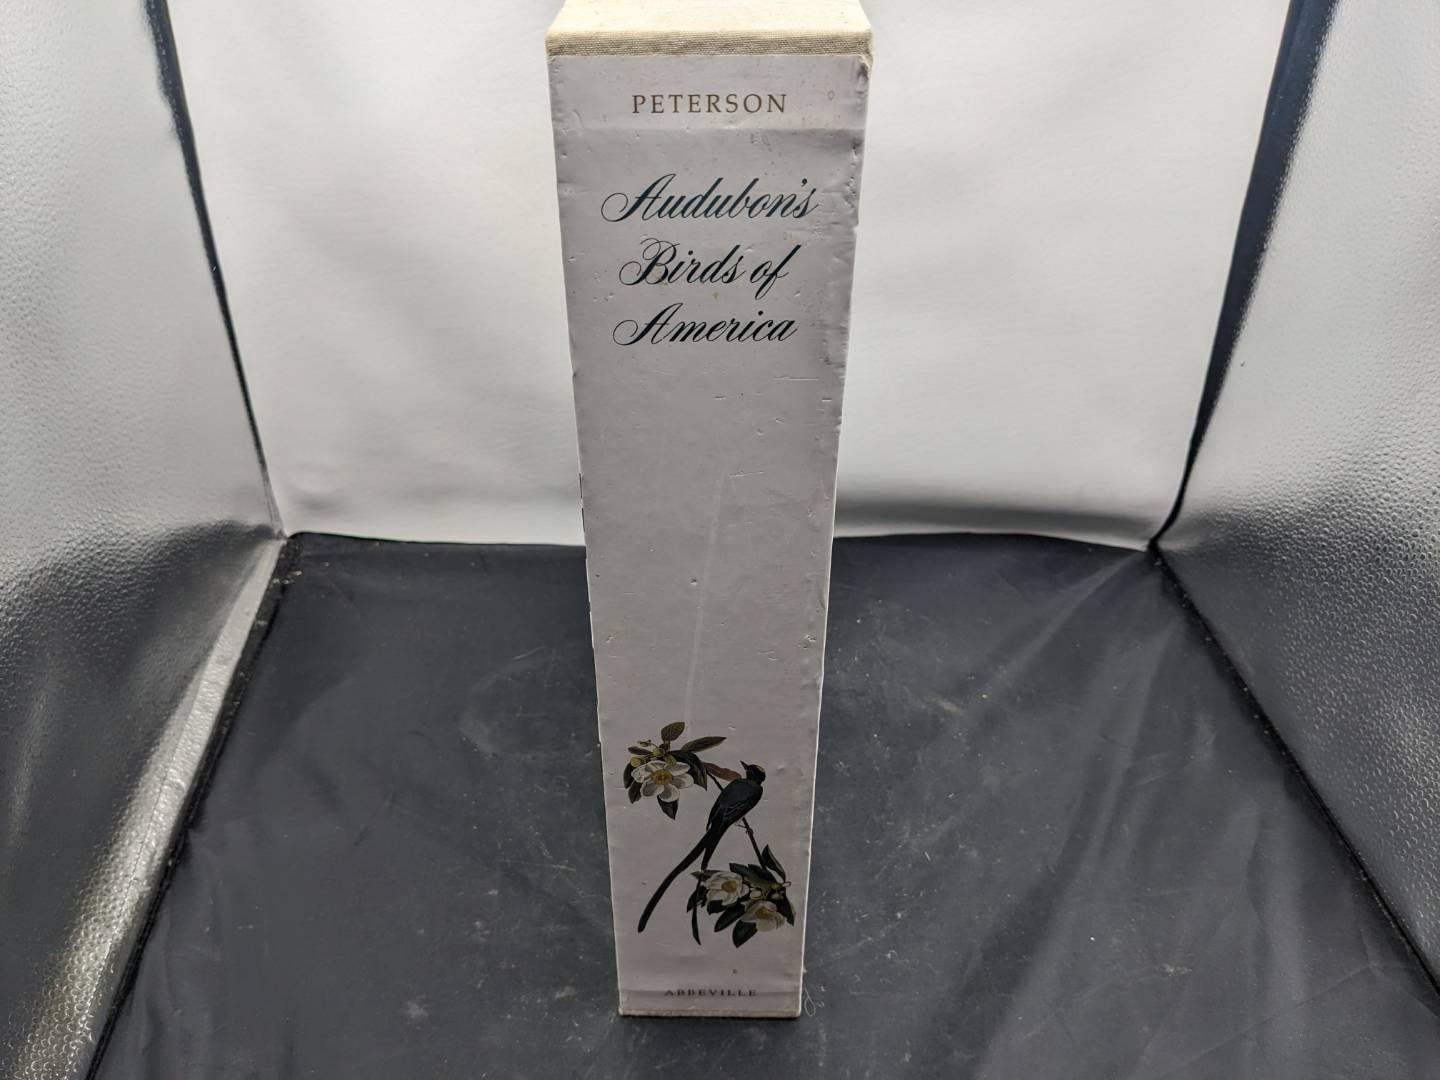 PETERSON
Audubon's
Birds of
America
ABBEVILLE